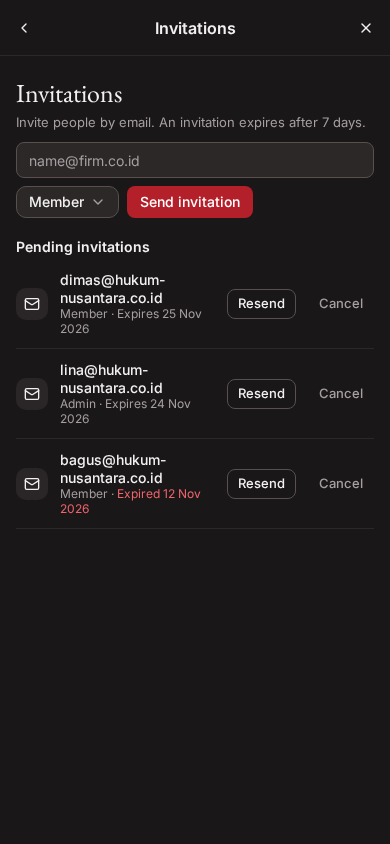 Invitations
Invitations
Invite people by email. An invitation expires after 7 days.
name@firm.co.id
Member
Send invitation
Pending invitations
dimas@hukum-
nusantara.co.id
Member · Expires 25 Nov
2026
Resend
Cancel
lina@hukum-
nusantara.co.id
Admin · Expires 24 Nov
2026
Resend
Cancel
bagus@hukum-
nusantara.co.id
Member · Expired 12 Nov
2026
Resend
Cancel